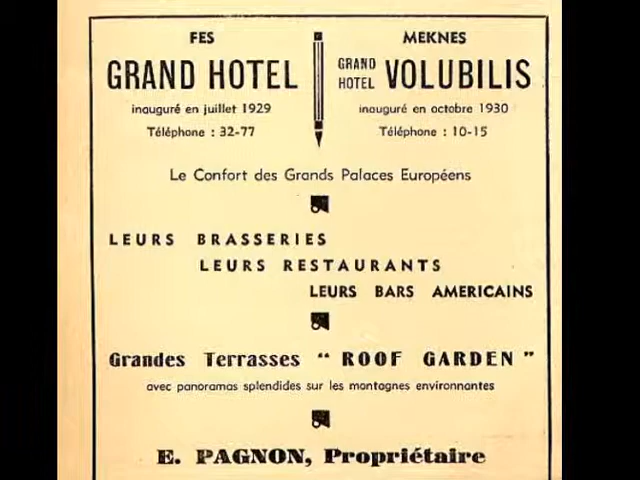 FES
GRAND HOTEL
inauguré en juillet 1929
Téléphone : 32-77
MEKNES
GRAND HOTEL VOLUBILIS
inauguré en octobre 1930
Téléphone : 10-15
Le Confort des Grands Palaces Européens
LEURS BRASSERIES
LEURS RESTAURANTS
LEURS BARS AMERICAINS
Grandes Terrasses “ ROOF GARDEN ”
avec panoramas splendides sur les montagnes environnantes
E. PAGNON, Propriétaire